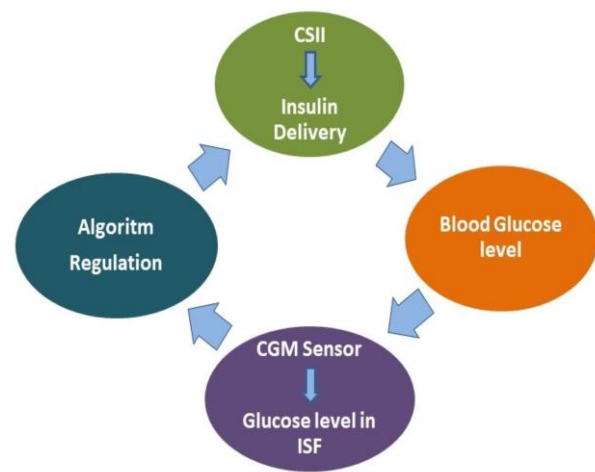 CSII
Insulin
Delivery
Blood Glucose
level
CGM Sensor
Glucose level in
ISF
Algoritm
Regulation